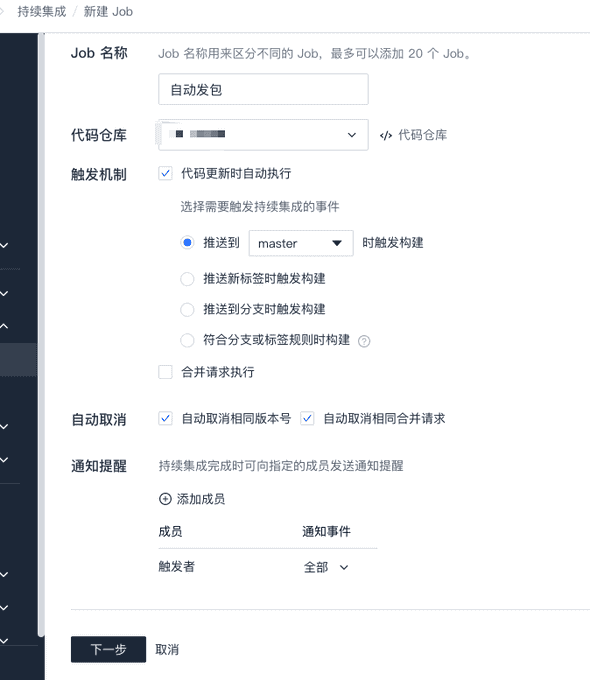 持续集成 / 新建 Job
Job 名称 Job 名称用来区分不同的 Job，最多可以添加 20 个 Job。
自动发包
代码仓库 </> 代码仓库
触发机制 代码更新时自动执行
选择需要触发持续集成的事件
推送到 master 时触发构建
推送新标签时触发构建
推送到分支时触发构建
符合分支或标签规则时构建 ?
合并请求执行
自动取消 自动取消相同版本号 自动取消相同合并请求
通知提醒 持续集成完成时可向指定的成员发送通知提醒
添加成员
成员 通知事件
触发者 全部
下一步 取消